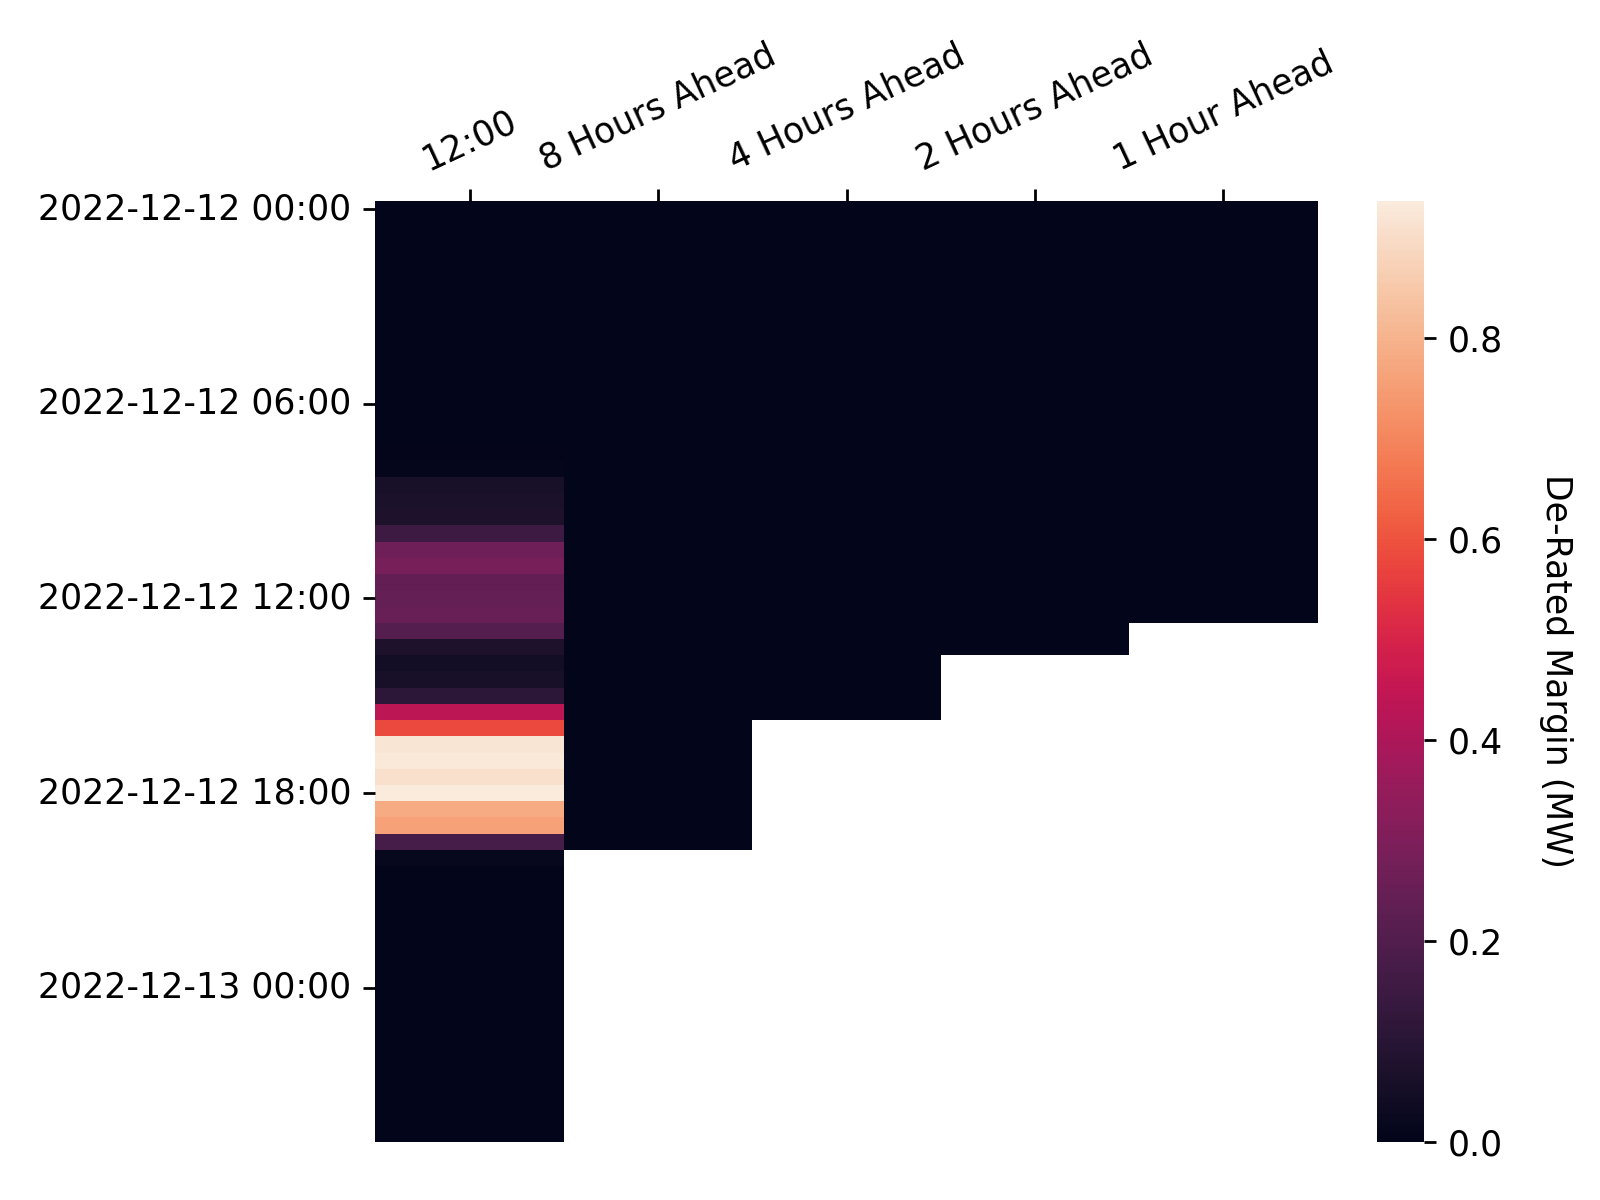 12:00
8 Hours Ahead
4 Hours Ahead
2 Hours Ahead
1 Hour Ahead
2022-12-12 00:00
2022-12-12 06:00
2022-12-12 12:00
2022-12-12 18:00
2022-12-13 00:00
0.8
0.6
0.4
0.2
0.0
De-Rated Margin (MW)